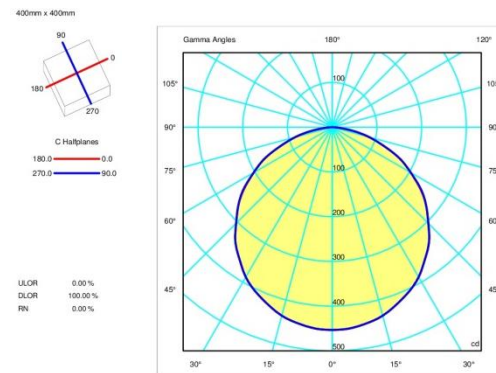 400mm x 400mm
90
0
180
270
C Halfplanes
180.0 0.0
270.0 90.0
ULOR 0.00 %
DLOR 100.00 %
RN 0.00 %
Gamma Angles 180° 120°
105° 100 105
90° 90
100
75° 75
200
60° 60
300
45° 45
400
cd
500
30° 15° 0° 15° 30°